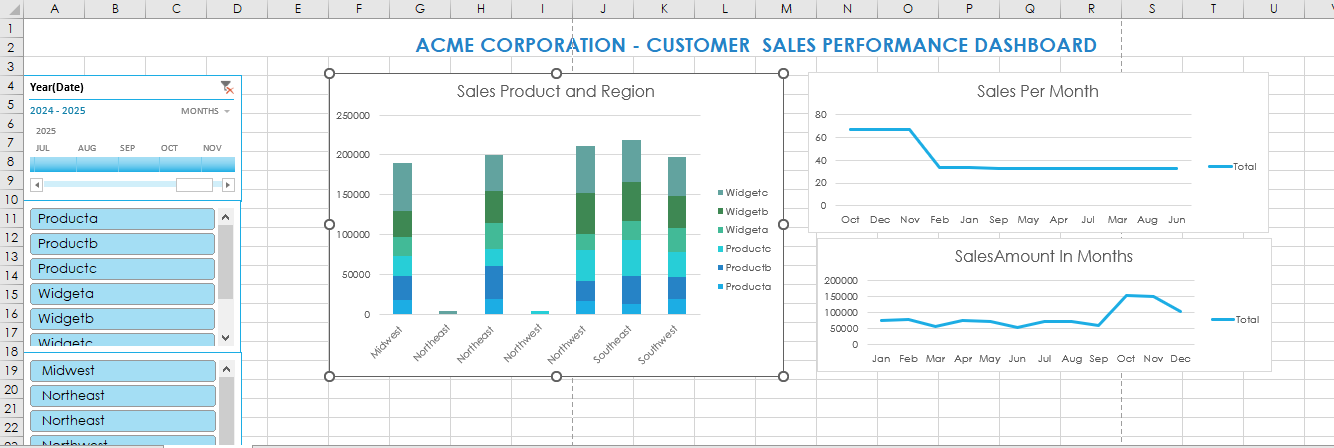 A B C D E F G H I J K L M N O P Q R S T U
1
2
3
4
5
6
7
8
9
10
11
12
13
14
15
16
17
18
19
20
21
22
ACME CORPORATION - CUSTOMER  SALES PERFORMANCE DASHBOARD
Year(Date)
2024 - 2025 MONTHS
2025
JUL AUG SEP OCT NOV
Producta
Productb
Productc
Widgeta
Widgetb
Widgetc
Midwest
Northeast
Northeast
Northwest
Sales Product and Region
250000
200000
150000
100000
50000
0
Midwest Northeast Northeast Northwest Northwest Southeast Southwest
Widgetc
Widgetb
Widgeta
Productc
Productb
Producta
Sales Per Month
80
60
40
20
0
Oct Dec Nov Feb Jan Sep May Apr Jul Mar Aug Jun
Total
SalesAmount In Months
200000
150000
100000
50000
0
Jan Feb Mar Apr May Jun Jul Aug Sep Oct Nov Dec
Total